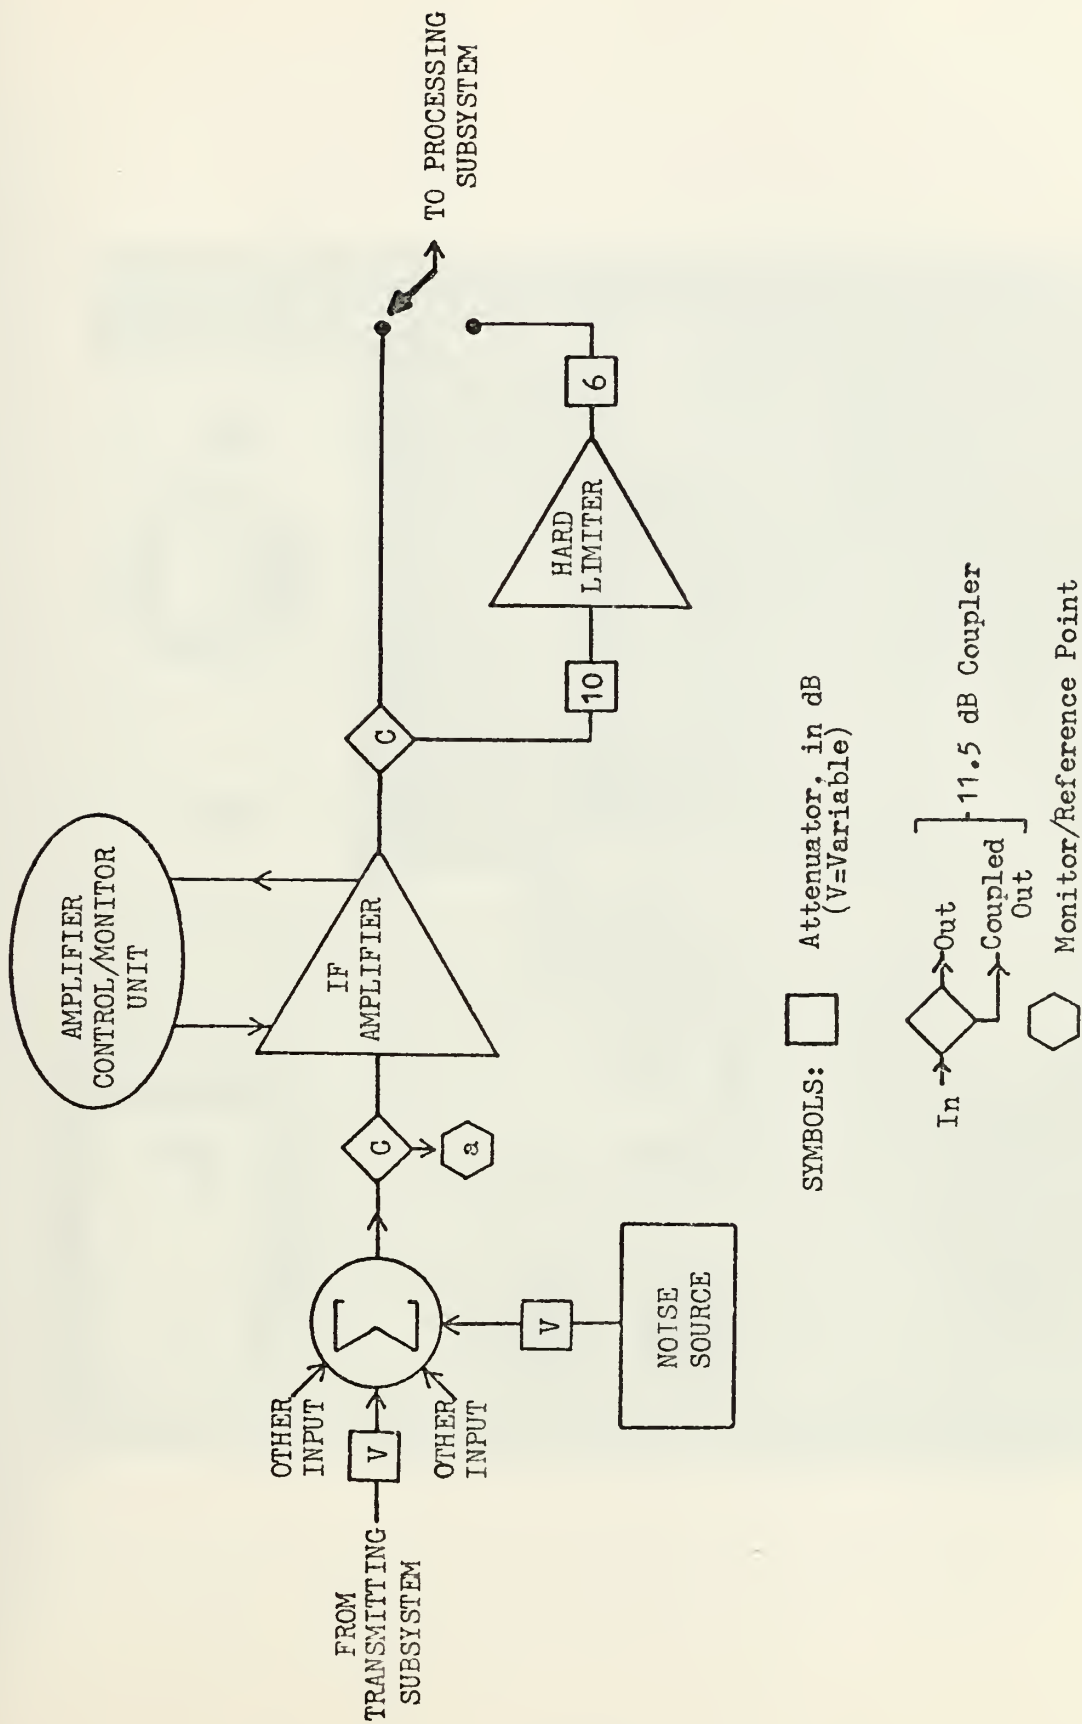 AMPLIFIER
CONTROL/MONITOR
UNIT
FROM
TRANSMITTING
SUBSYSTEM
V
OTHER
INPUT
OTHER
INPUT
Σ
V
NOISE
SOURCE
C
a
IF
AMPLIFIER
C
10
HARD
LIMITER
6
TO PROCESSING
SUBSYSTEM
SYMBOLS:
Attenuator, in dB
(V=Variable)
In
Out
Coupled
Out
-11.5 dB Coupler
Monitor/Reference Point